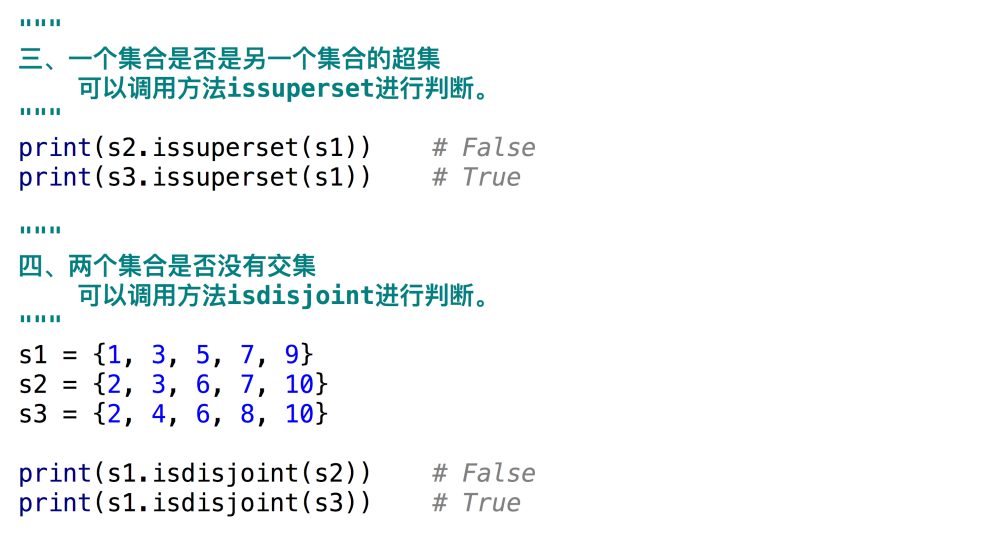 """
三、一个集合是否是另一个集合的超集
    可以调用方法issuperset进行判断。
"""
print(s2.issuperset(s1))    # False
print(s3.issuperset(s1))    # True

"""
四、两个集合是否没有交集
    可以调用方法isdisjoint进行判断。
"""
s1 = {1, 3, 5, 7, 9}
s2 = {2, 3, 6, 7, 10}
s3 = {2, 4, 6, 8, 10}

print(s1.isdisjoint(s2))    # False
print(s1.isdisjoint(s3))    # True